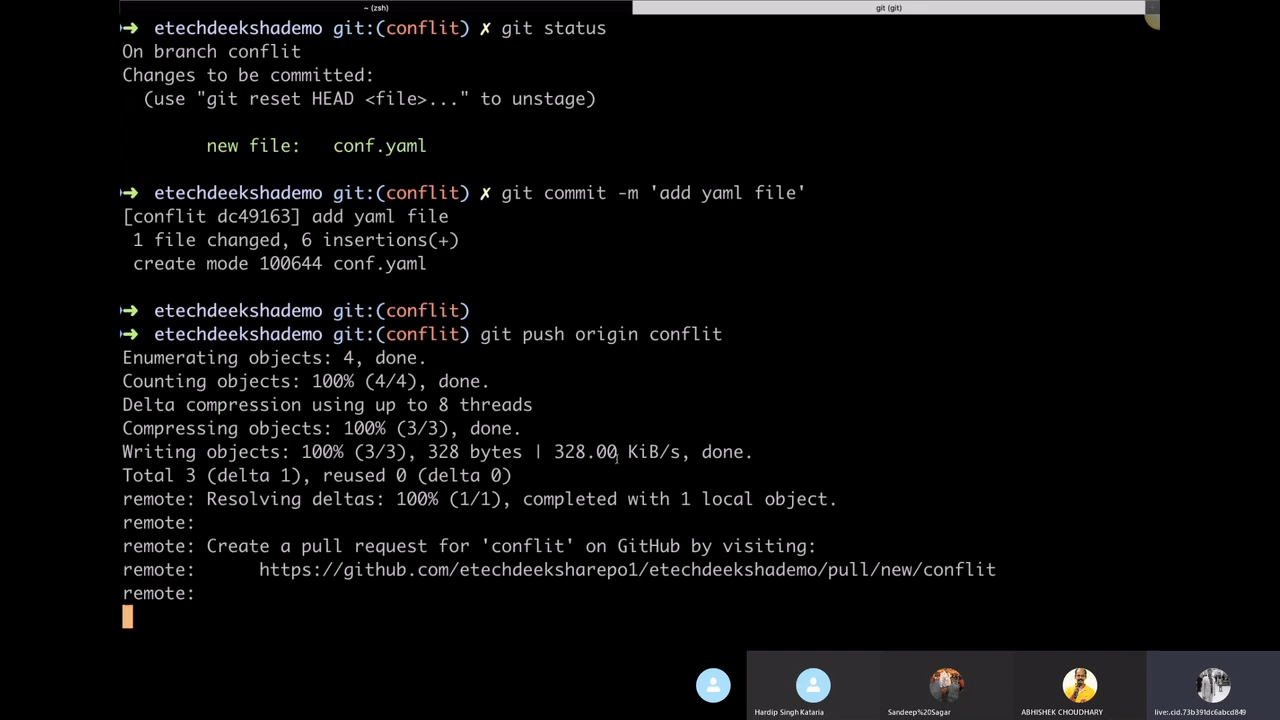 ~ (zsh)
git (git)
➜ etechdeekshademo git:(conflit) ✗ git status
On branch conflit
Changes to be committed:
(use "git reset HEAD <file>..." to unstage)
new file: conf.yaml
➜ etechdeekshademo git:(conflit) ✗ git commit -m 'add yaml file'
[conflit dc49163] add yaml file
1 file changed, 6 insertions(+)
create mode 100644 conf.yaml
➜ etechdeekshademo git:(conflit)
➜ etechdeekshademo git:(conflit) git push origin conflit
Enumerating objects: 4, done.
Counting objects: 100% (4/4), done.
Delta compression using up to 8 threads
Compressing objects: 100% (3/3), done.
Writing objects: 100% (3/3), 328 bytes | 328.00 KiB/s, done.
Total 3 (delta 1), reused 0 (delta 0)
remote: Resolving deltas: 100% (1/1), completed with 1 local object.
remote:
remote: Create a pull request for 'conflit' on GitHub by visiting:
remote: https://github.com/etechdeeksharepo1/etechdeekshademo/pull/new/conflit
remote:
Hardip Singh Kataria
Sandeep%20Sagar
ABHISHEK CHOUDHARY
live:.cid.73b391dc6abcd849